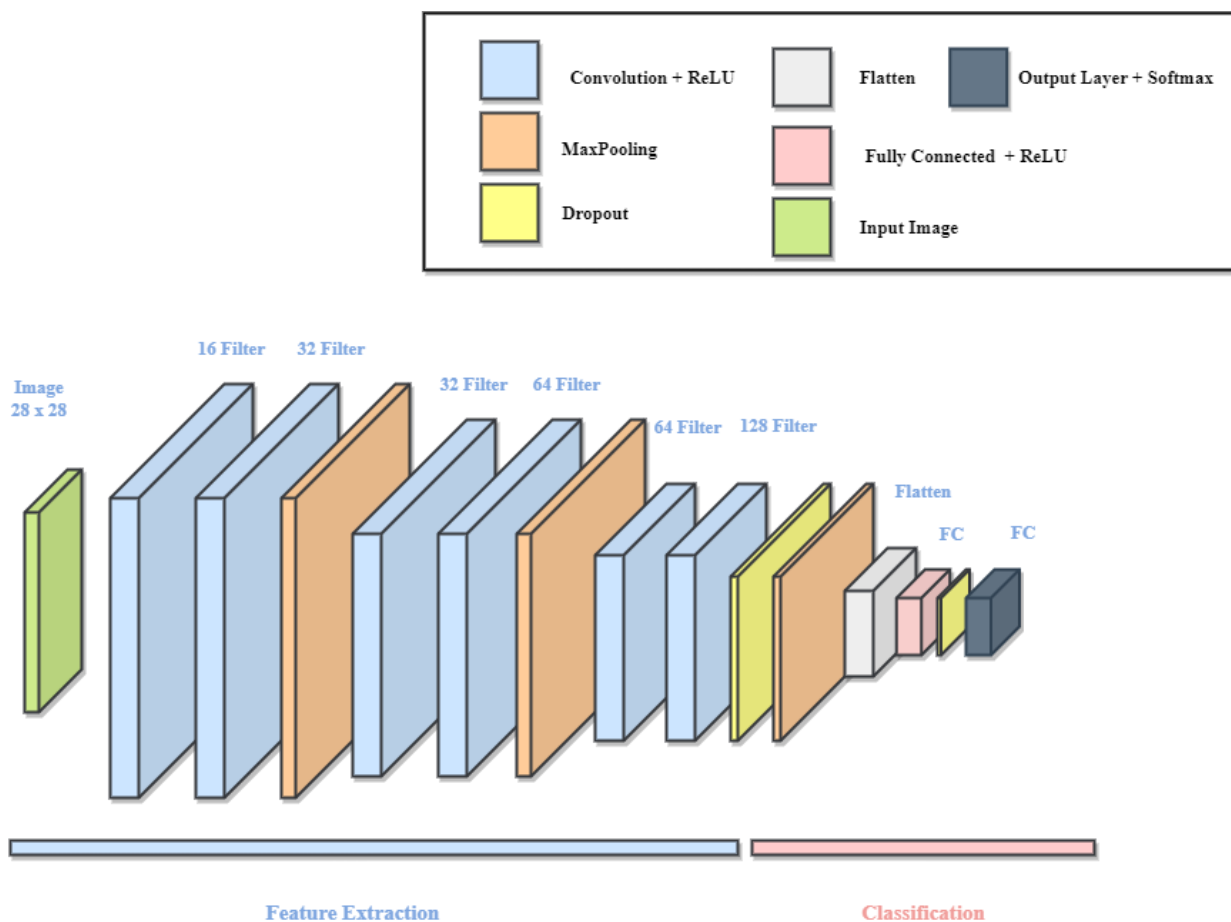 Convolution + ReLU
Flatten
Output Layer + Softmax
MaxPooling
Fully Connected + ReLU
Dropout
Input Image
16 Filter
32 Filter
Image
28 x 28
32 Filter
64 Filter
64 Filter
128 Filter
Flatten
FC
FC
Feature Extraction
Classification